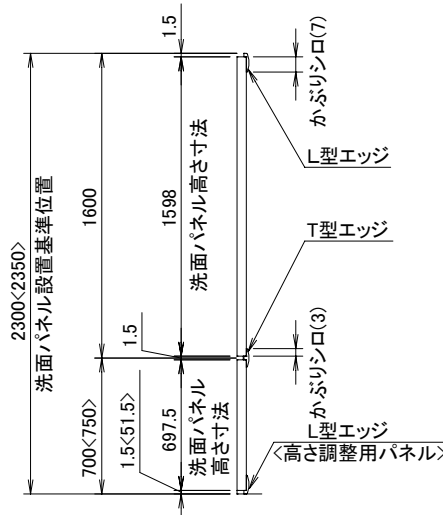 1.5
かぶりシロ(7)
L型エッジ
2300<2350>
洗面パネル設置基準位置
1600
1598
洗面パネル高さ寸法
T型エッジ
1.5
かぶりシロ(3)
700<750>
1.5<51.5>
697.5
洗面パネル
高さ寸法
L型エッジ
<高さ調整用パネル>